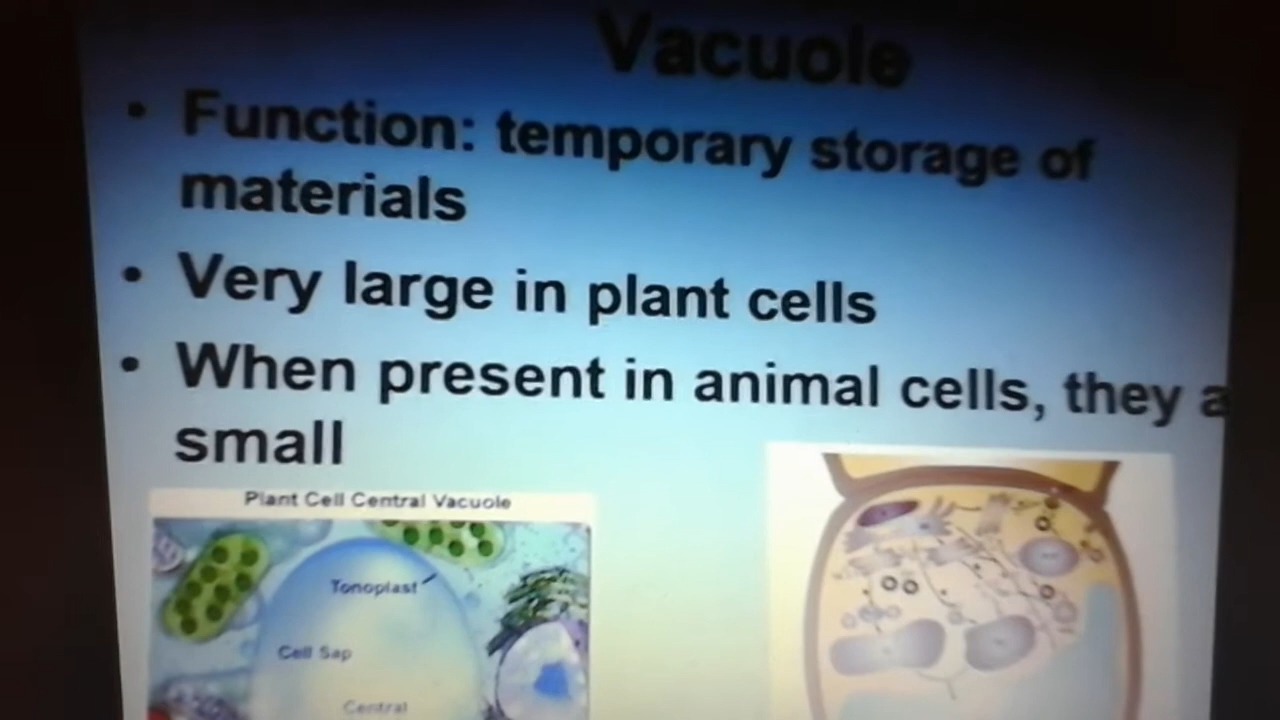 Vacuole
• Function: temporary storage of
materials
• Very large in plant cells
• When present in animal cells, they a
small
Plant Cell Central Vacuole
Tonoplast
Cell Sap
Central